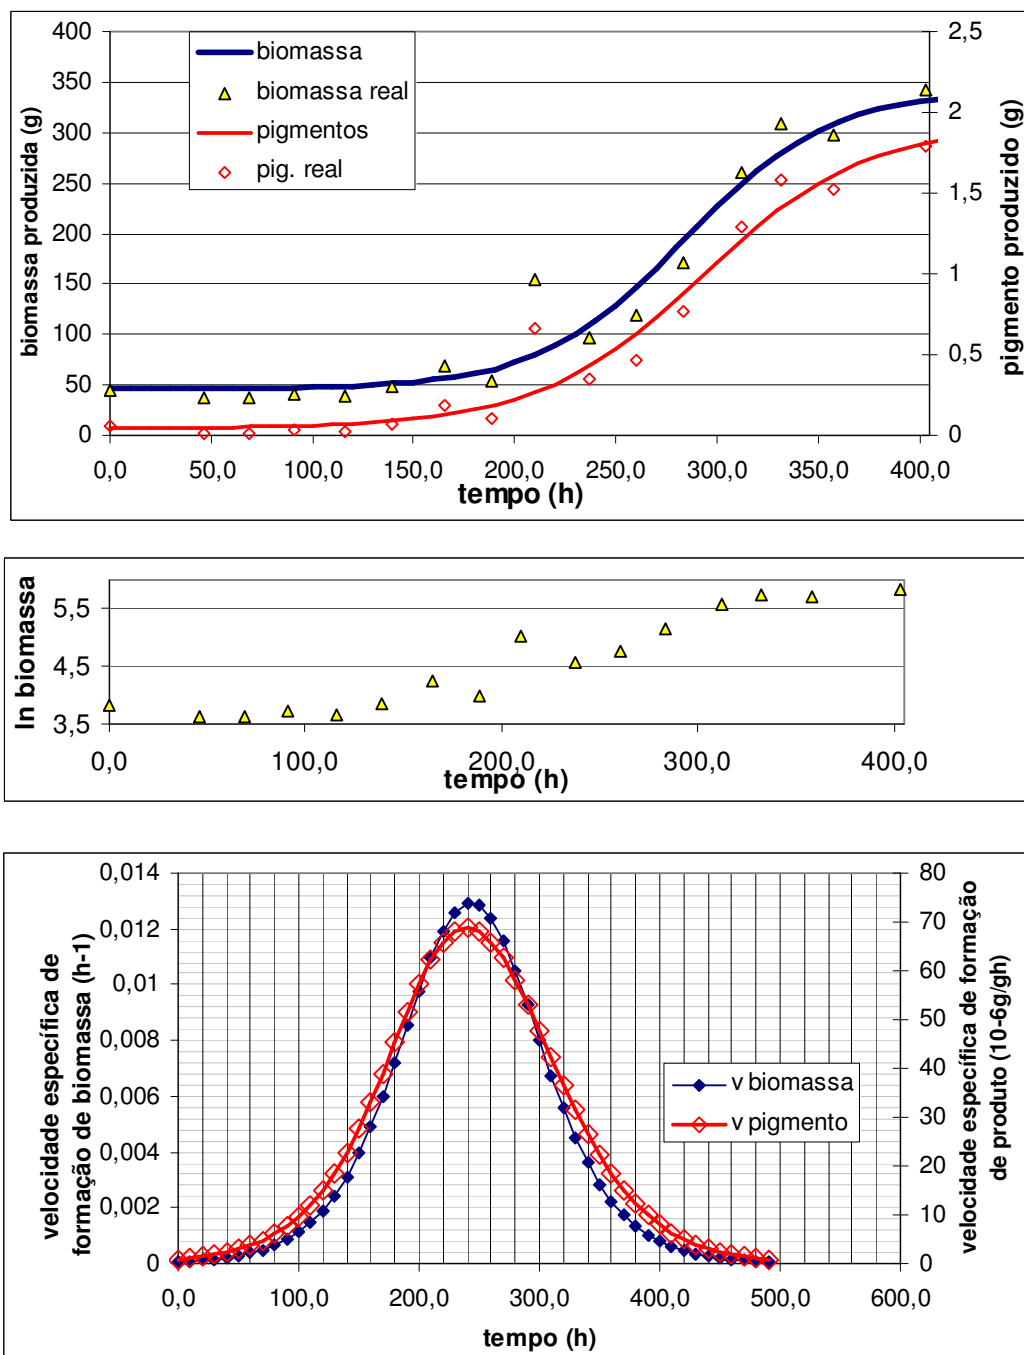 400
350
300
250
200
150
100
50
0
biomassa produzida (g)
biomassa
biomassa real
pigmentos
pig. real
2,5
2
1,5
1
0,5
0
pigmento produzido (g)
0,0 50,0 100,0 150,0 200,0 250,0 300,0 350,0 400,0
tempo (h)
ln biomassa
5,5
4,5
3,5
0,0 100,0 200,0 300,0 400,0
tempo (h)
velocidade específica de
formação de biomassa (h-1)
0,014
0,012
0,01
0,008
0,006
0,004
0,002
0
v biomassa
v pigmento
80
70
60
50
40
30
20
10
0
velocidade específica de formação
de produto (10-6g/gh)
0,0 100,0 200,0 300,0 400,0 500,0 600,0
tempo (h)